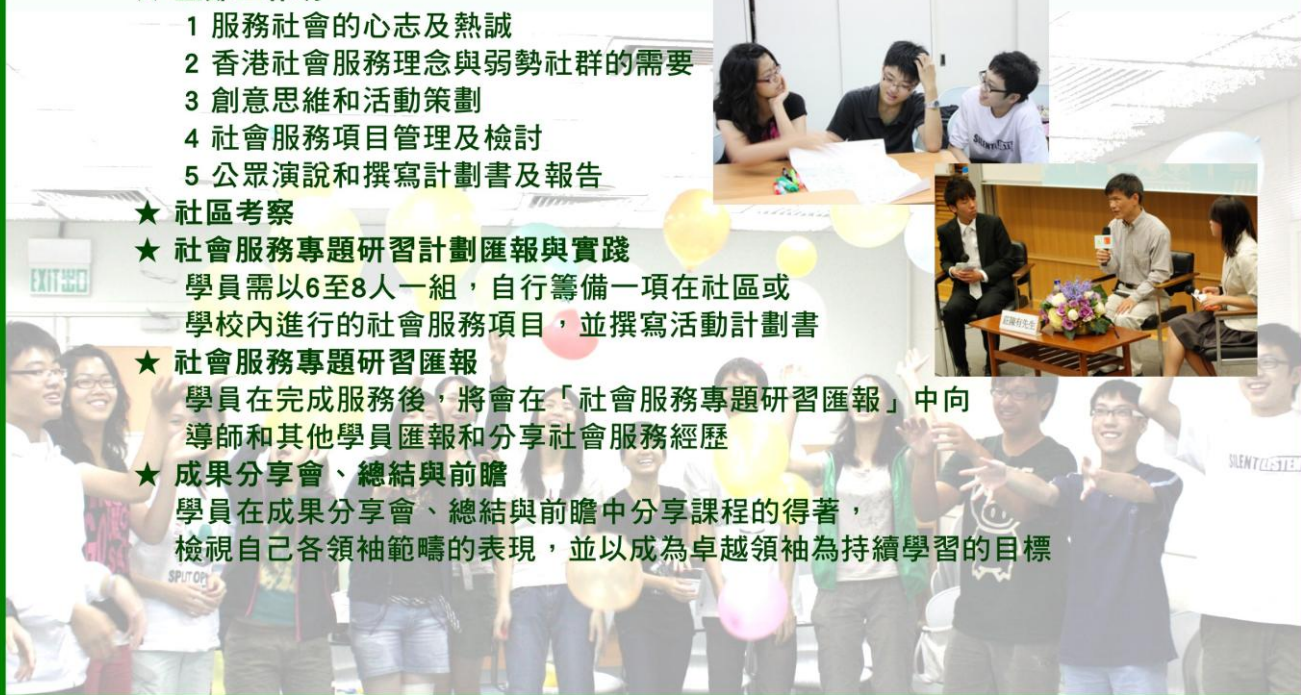 1 服務社會的心志及熱誠
2 香港社會服務理念與弱勢社群的需要
3 創意思維和活動策劃
4 社會服務項目管理及檢討
5 公眾演說和撰寫計劃書及報告
★ 社區考察
★ 社會服務專題研習計劃匯報與實踐
學員需以6至8人一組，自行籌備一項在社區或
學校內進行的社會服務項目，並撰寫活動計劃書
★ 社會服務專題研習匯報
學員在完成服務後，將會在「社會服務專題研習匯報」中向
導師和其他學員匯報和分享社會服務經歷
★ 成果分享會、總結與前瞻
學員在成果分享會、總結與前瞻中分享課程的得著，
檢視自己各領袖範疇的表現，並以成為卓越領袖為持續學習的目標
EXIT 出口
SILENT LISTEN
SPLIT OP